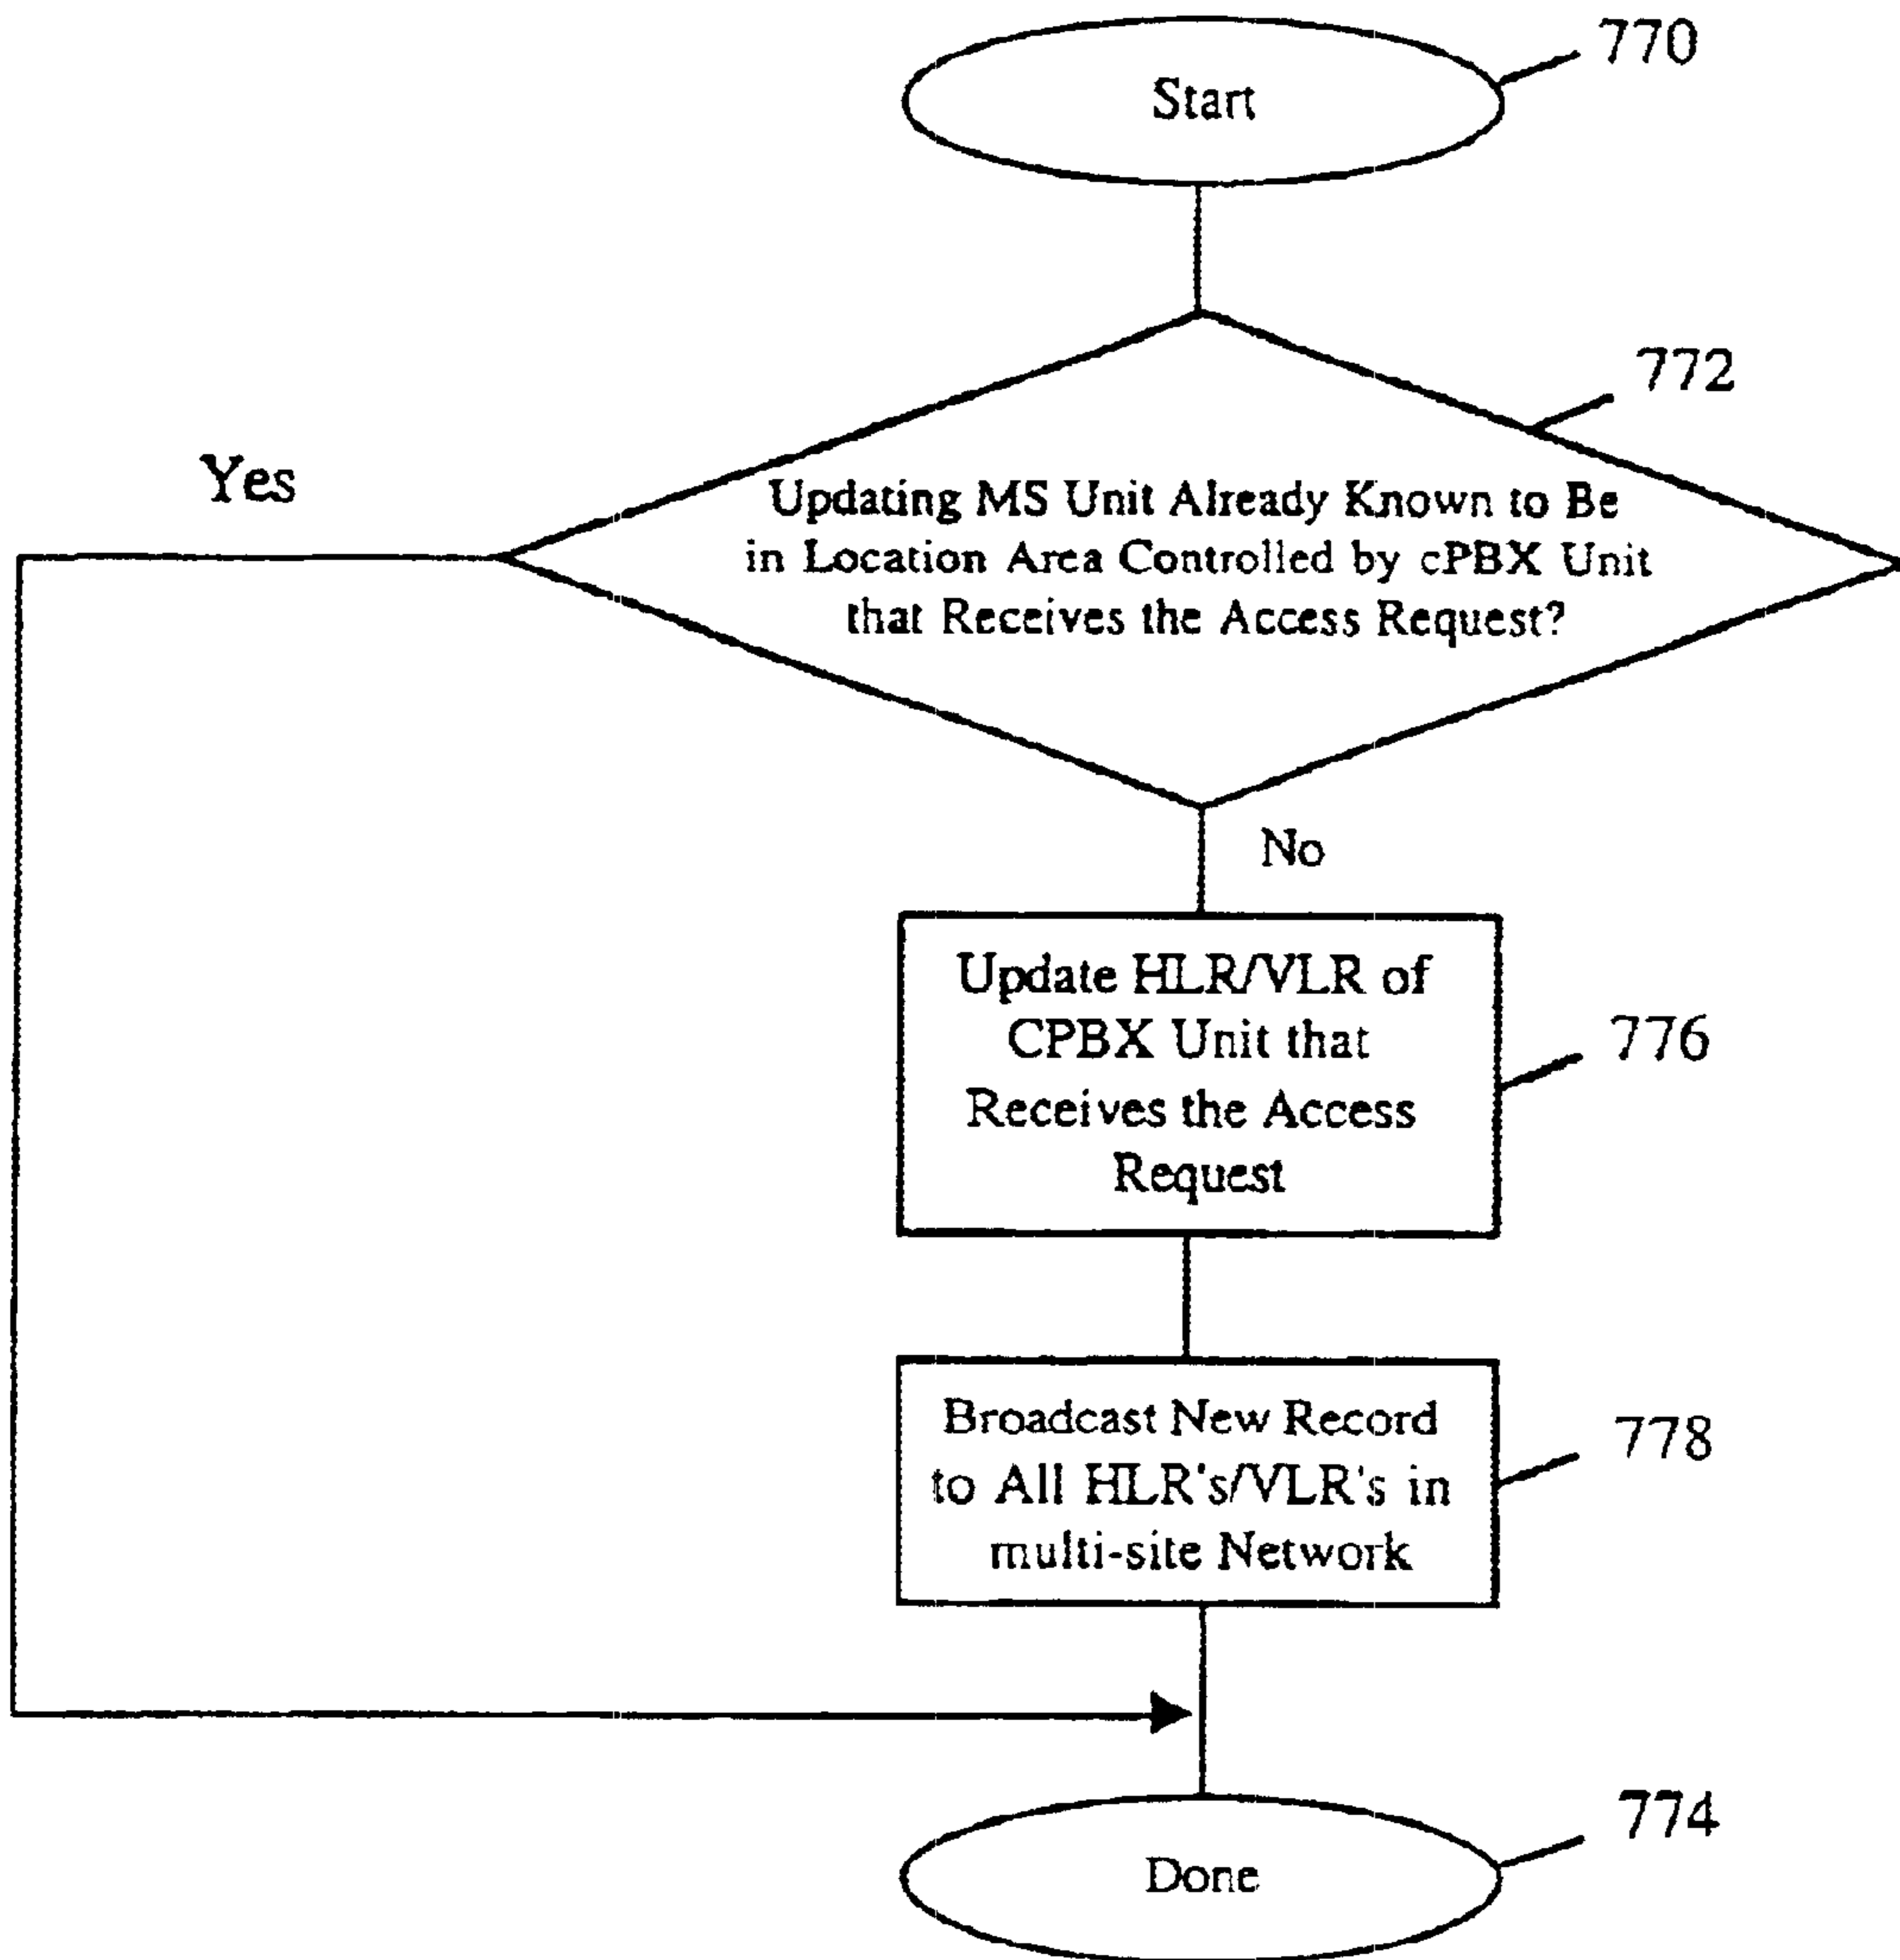 Start
770
772
Yes
Updating MS Unit Already Known to Be
in Location Area Controlled by cPBX Unit
that Receives the Access Request?
No
Update HLR/VLR of
CPBX Unit that
Receives the Access
Request
776
Broadcast New Record
to All HLR's/VLR's in
multi-site Network
778
Done
774